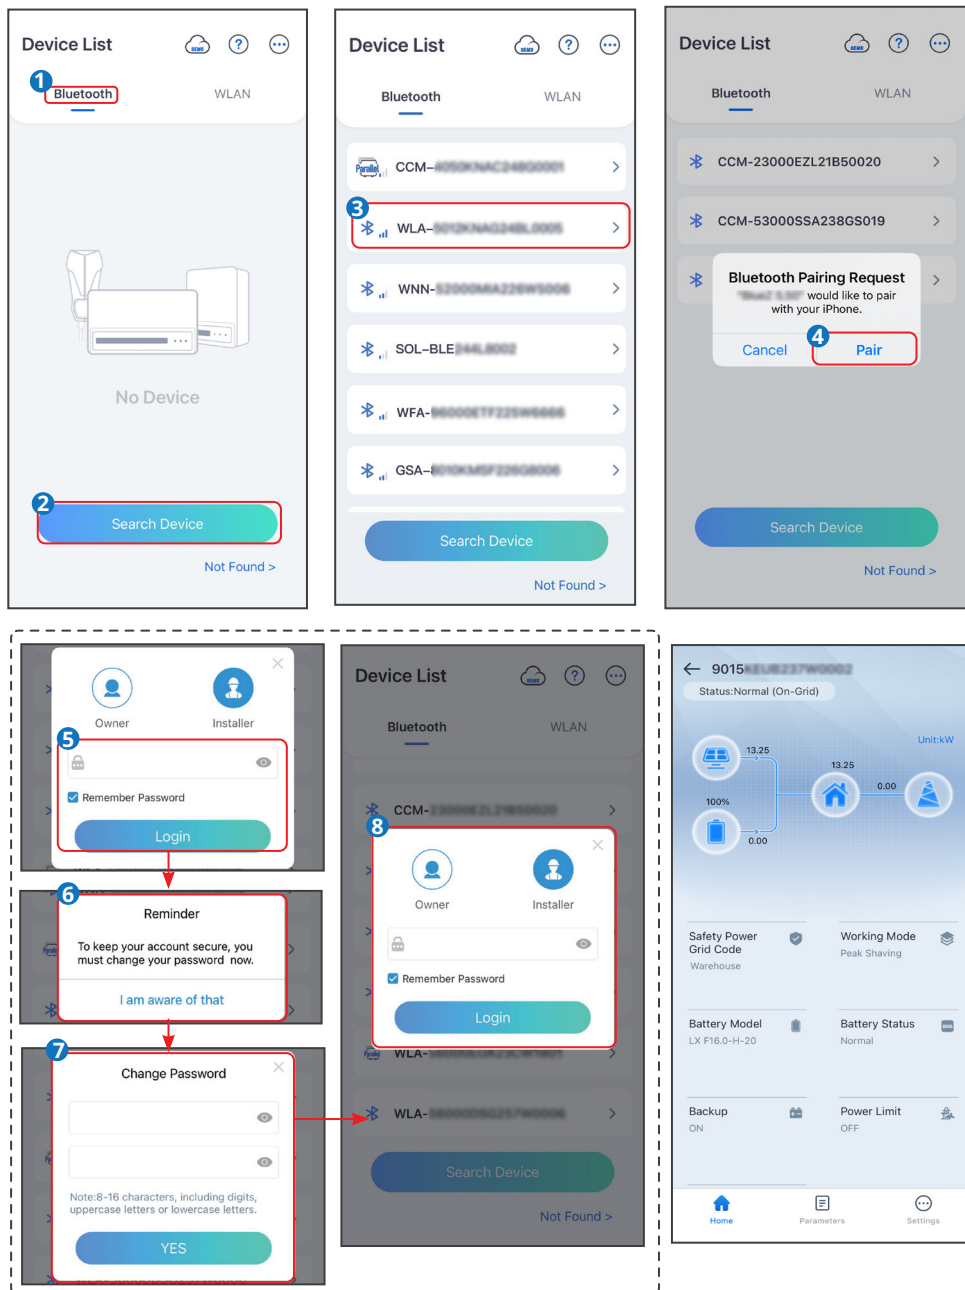 Device List
SEMS
?
1
Bluetooth
WLAN
No Device
2
Search Device
Not Found >
Device List
SEMS
?
Bluetooth
WLAN
Parallel
CCM-
3
WLA-
WNN-
SOL-BLE
WFA-
GSA-
Search Device
Not Found >
Device List
SEMS
?
Bluetooth
WLAN
CCM-23000EZL21B50020
CCM-53000SSA238GS019
Bluetooth Pairing Request
would like to pair
with your iPhone.
4
Cancel
Pair
Search Device
Not Found >
Owner
Installer
5
Remember Password
Login
6
Reminder
To keep your account secure, you
must change your password now.
I am aware of that
7
Change Password
Note:8-16 characters, including digits,
uppercase letters or lowercase letters.
YES
Device List
SEMS
?
Bluetooth
WLAN
CCM-
8
Owner
Installer
Remember Password
Login
Parallel
WLA-
WLA-
Search Device
Not Found >
9015
Status:Normal (On-Grid)
Unit:kW
13.25
13.25
0.00
100%
0.00
Safety Power
Grid Code
Warehouse
Working Mode
Peak Shaving
Battery Model
LX F16.0-H-20
Battery Status
Normal
Backup
ON
Power Limit
OFF
Home
Parameters
Settings